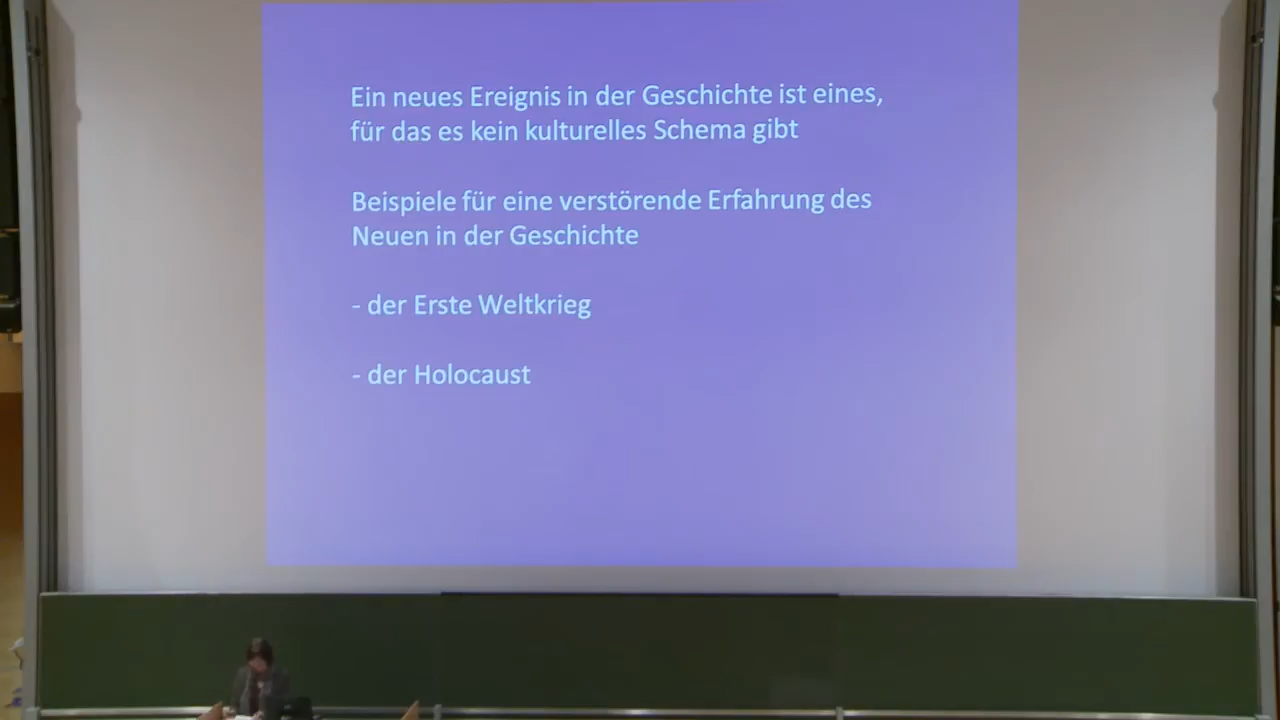 Ein neues Ereignis in der Geschichte ist eines,
für das es kein kulturelles Schema gibt
Beispiele für eine verstörende Erfahrung des
Neuen in der Geschichte
- der Erste Weltkrieg
- der Holocaust